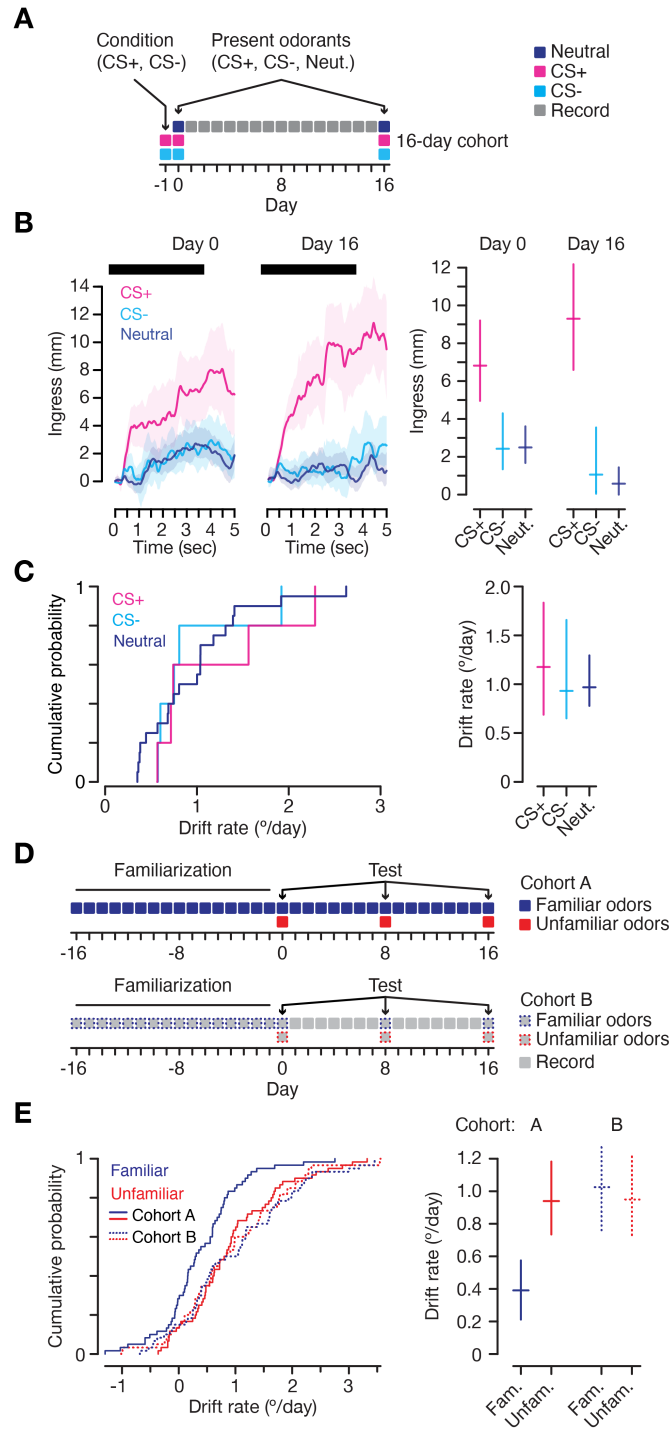 A
Condition
(CS+, CS-)
Present odorants
(CS+, CS-, Neut.)
Neutral
CS+
CS-
Record
16-day cohort
-1 0 8 16
Day
B
Day 0 Day 16
CS+
CS-
Neutral
Ingress (mm)
14
12
10
8
6
4
2
0
0 1 2 3 4 5
Time (sec)
0 1 2 3 4 5
Time (sec)
Day 0 Day 16
Ingress (mm)
12
10
8
6
4
2
0
CS+ CS- Neut. CS+ CS- Neut.
C
CS+
CS-
Neutral
Cumulative probability
1
0
0 1 2 3
Drift rate (º/day)
Drift rate (º/day)
2.0
1.5
1.0
0.5
0
CS+ CS- Neut.
D
Familiarization Test
Cohort A
Familiar odors
Unfamiliar odors
-16 -8 0 8 16
Familiarization Test
Cohort B
Familiar odors
Unfamiliar odors
Record
-16 -8 0 8 16
Day
E
Familiar
Unfamiliar
Cohort A
Cohort B
Cumulative probability
1
0
-1 0 1 2 3
Drift rate (º/day)
Cohort: A B
Drift rate (º/day)
1.2
1.0
0.8
0.6
0.4
0.2
0
Fam. Unfam. Fam. Unfam.